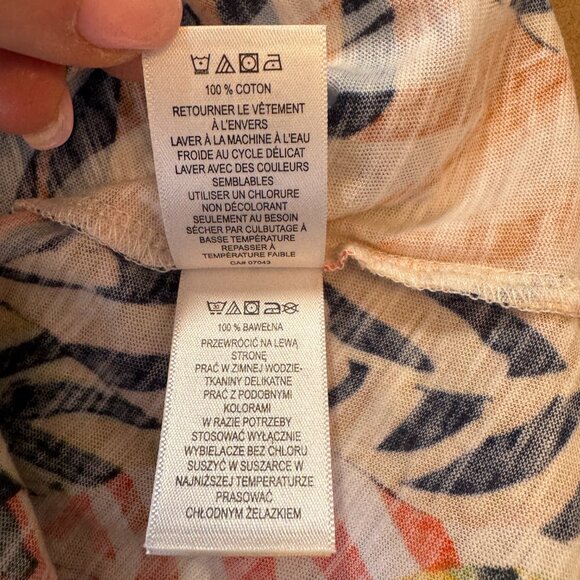 100 % COTON
RETOURNER LE VÊTEMENT
À L'ENVERS
LAVER À LA MACHINE À L'EAU
FROIDE AU CYCLE DÉLICAT
LAVER AVEC DES COULEURS
SEMBLABLES
UTILISER UN CHLORURE
NON DÉCOLORANT
SEULEMENT AU BESOIN
SÉCHER PAR CULBUTAGE À
BASSE TEMPÉRATURE
REPASSER À
TEMPÉRATURE FAIBLE
CA# 07043
30
100 % BAWEŁNA
PRZEWRÓCIĆ NA LEWĄ
STRONĘ
PRAĆ W ZIMNEJ WODZIE-
TKANINY DELIKATNE
PRAĆ Z PODOBNYMI
KOLORAMI
W RAZIE POTRZEBY
STOSOWAĆ WYŁĄCZNIE
WYBIELACZE BEZ CHLORU
SUSZYĆ W SUSZARCE W
NAJNIŻSZEJ TEMPERATURZE
PRASOWAĆ
CHŁODNYM ŻELAZKIEM